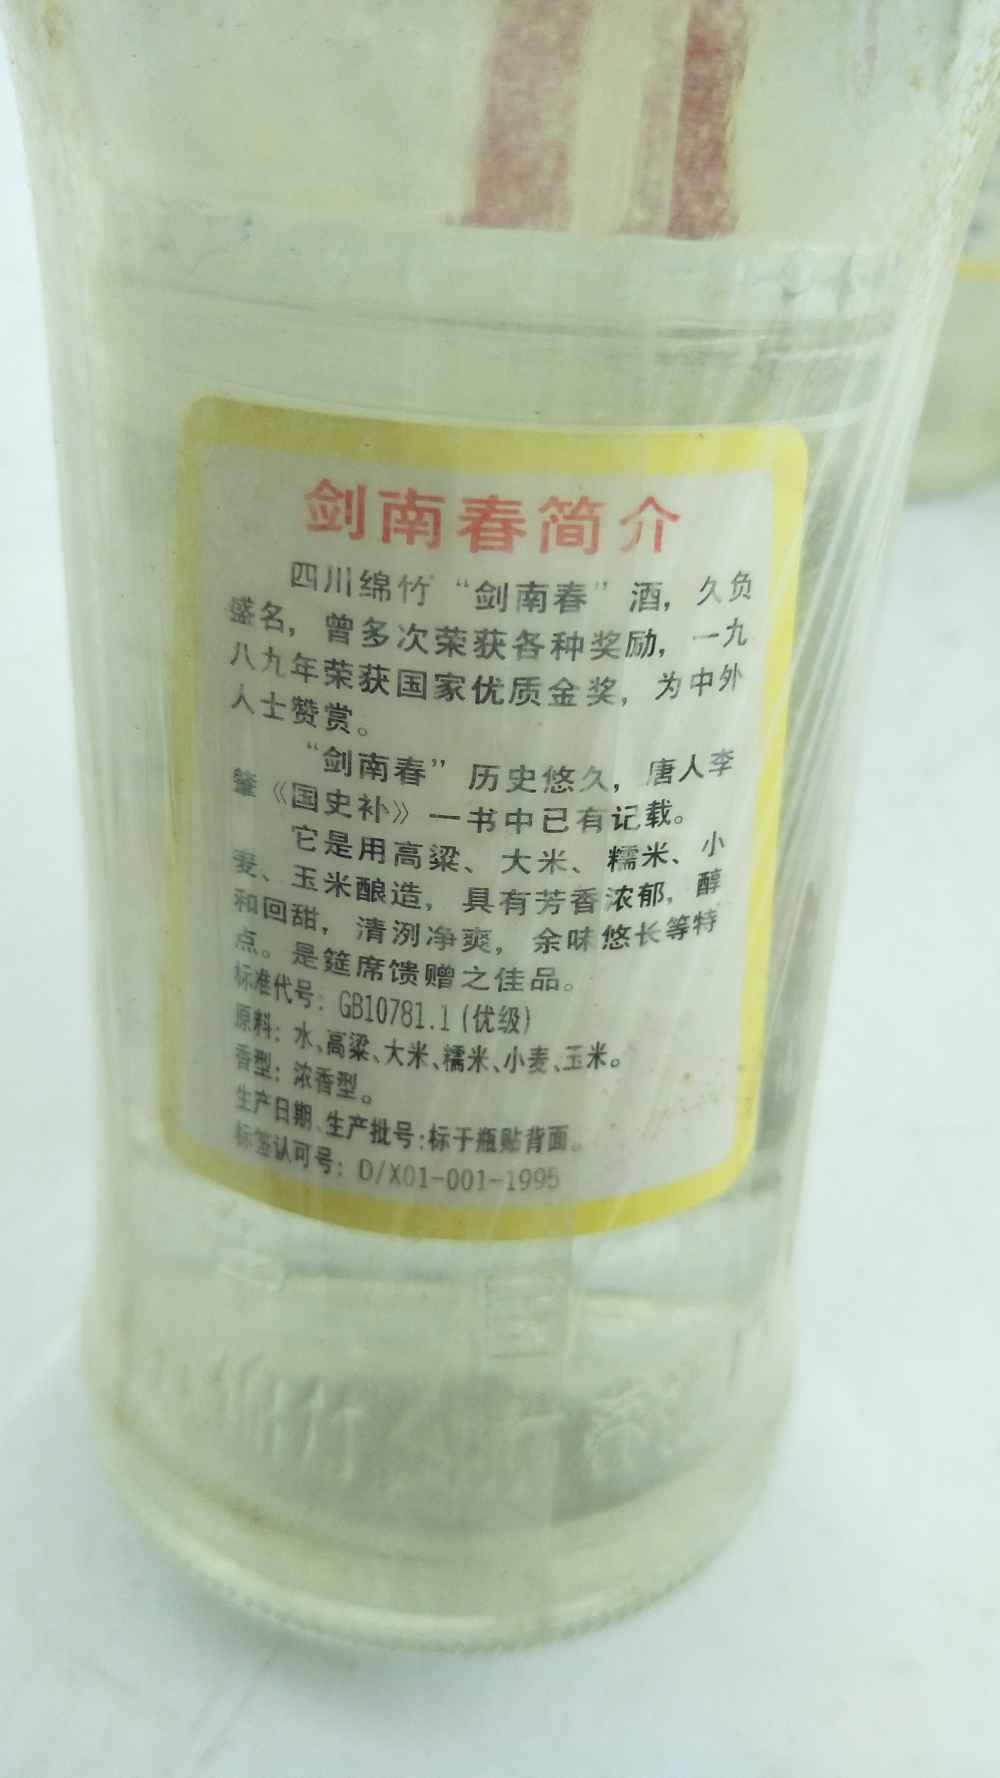 剑南春简介
四川绵竹“剑南春”酒，久负
盛名，曾多次荣获各种奖励，一九
八九年荣获国家优质金奖，为中外
人士赞赏。
“剑南春”历史悠久，唐人李
肇《国史补》一书中已有记载。
它是用高粱、大米、糯米、小
麦、玉米酿造，具有芳香浓郁，醇
和回甜，清洌净爽，余味悠长等特
点。是筵席馈赠之佳品。
标准代号：GB10781.1(优级)
原料：水、高粱、大米、糯米、小麦、玉米。
香型：浓香型。
生产日期、生产批号：标于瓶贴背面。
标签认可号：D/X01-001-1995